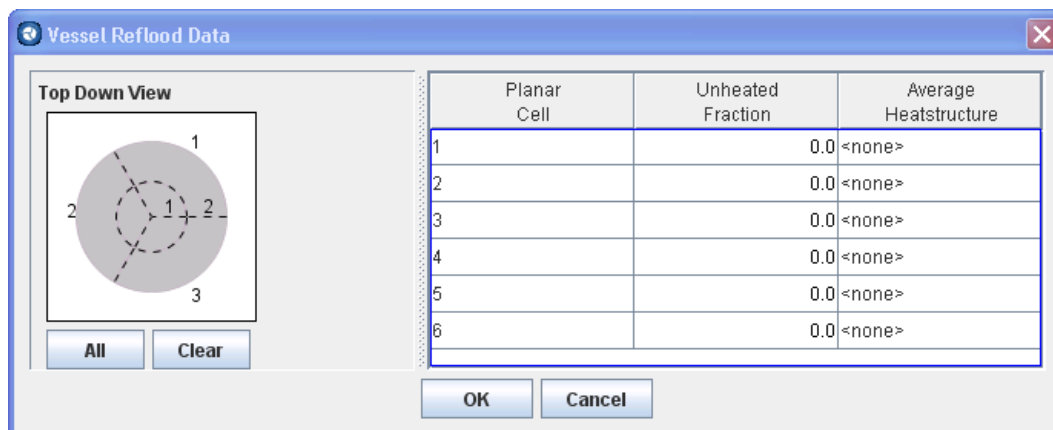 Vessel Reflood Data
Top Down View
1
2
1 2
3
All Clear
Planar Cell Unheated Fraction Average Heatstructure
1 0.0 <none>
2 0.0 <none>
3 0.0 <none>
4 0.0 <none>
5 0.0 <none>
6 0.0 <none>
OK Cancel